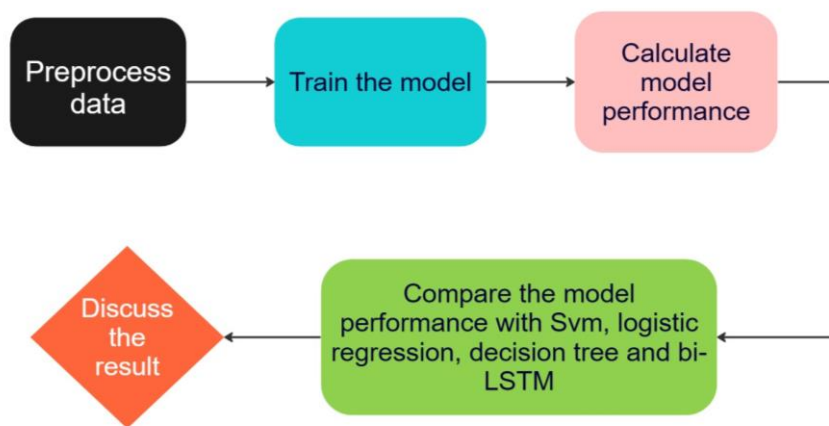 Preprocess
data
Train the model
Calculate
model
performance
Compare the model
performance with Svm, logistic
regression, decision tree and bi-
LSTM
Discuss
the
result